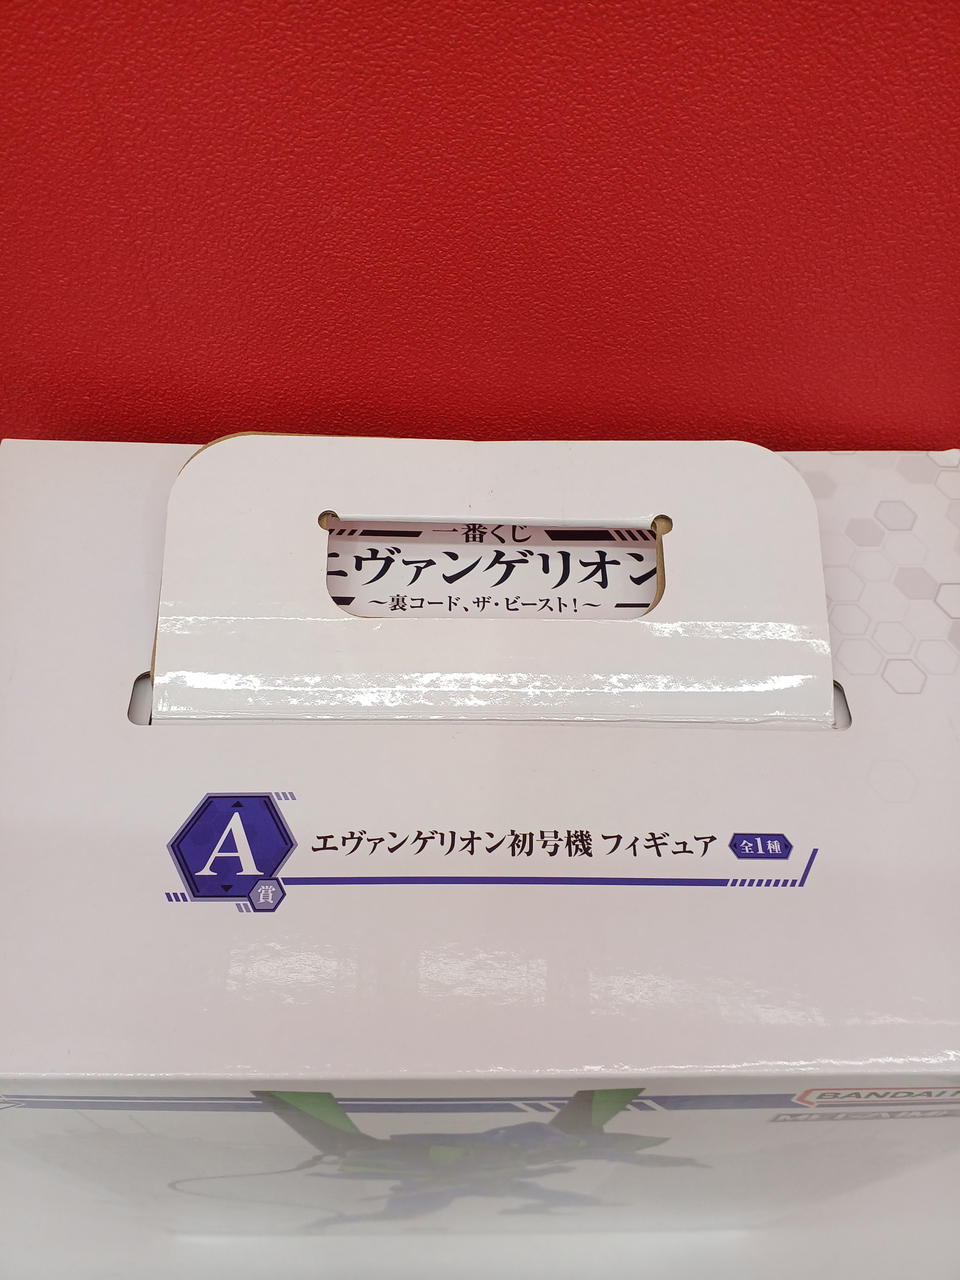 一番くじ
エヴァンゲリオン
～裏コード、ザ・ビースト!～
A
賞
エヴァンゲリオン初号機 フィギュア
全1種
BANDAI